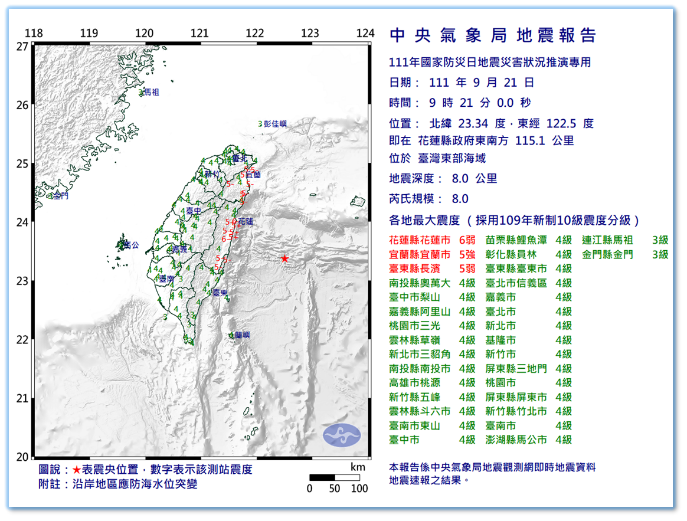 中央氣象局地震報告
111年國家防災日地震災害狀況推演專用
日期： 111 年 9 月 21 日
時間： 9 時 21 分 0.0 秒
位置： 北緯 23.34 度．東經 122.5 度
即在 花蓮縣政府東南方 115.1 公里
位於 臺灣東部海域
地震深度： 8.0 公里
芮氏規模： 8.0
各地最大震度 （採用109年新制10級震度分級）
花蓮縣花蓮市 6弱 苗栗縣鯉魚潭 4級 連江縣馬祖 3級
宜蘭縣宜蘭市 5強 彰化縣員林 4級 金門縣金門 3級
臺東縣長濱 5弱 臺東縣臺東市 4級
南投縣奧萬大 4級 臺北市信義區 4級
臺中市梨山 4級 嘉義市 4級
嘉義縣阿里山 4級 臺北市 4級
桃園市三光 4級 新北市 4級
雲林縣草嶺 4級 基隆市 4級
新北市三貂角 4級 新竹市 4級
南投縣南投市 4級 屏東縣三地門 4級
高雄市桃源 4級 桃園市 4級
新竹縣五峰 4級 屏東縣屏東市 4級
雲林縣斗六市 4級 新竹縣竹北市 4級
臺南市東山 4級 臺南市 4級
臺中市 4級 澎湖縣馬公市 4級
本報告係中央氣象局地震觀測網即時地震資料
地震速報之結果。
118 119 120 121 122 123 124
27
26
25
24
23
22
21
20
馬祖
3彭佳嶼
臺北
新竹
宜蘭
金門
臺中
花蓮
馬公
嘉義
臺南
臺東
蘭嶼
圖說：★表震央位置．數字表示該測站震度
附註：沿岸地區應防海水位突變
km
0 50 100